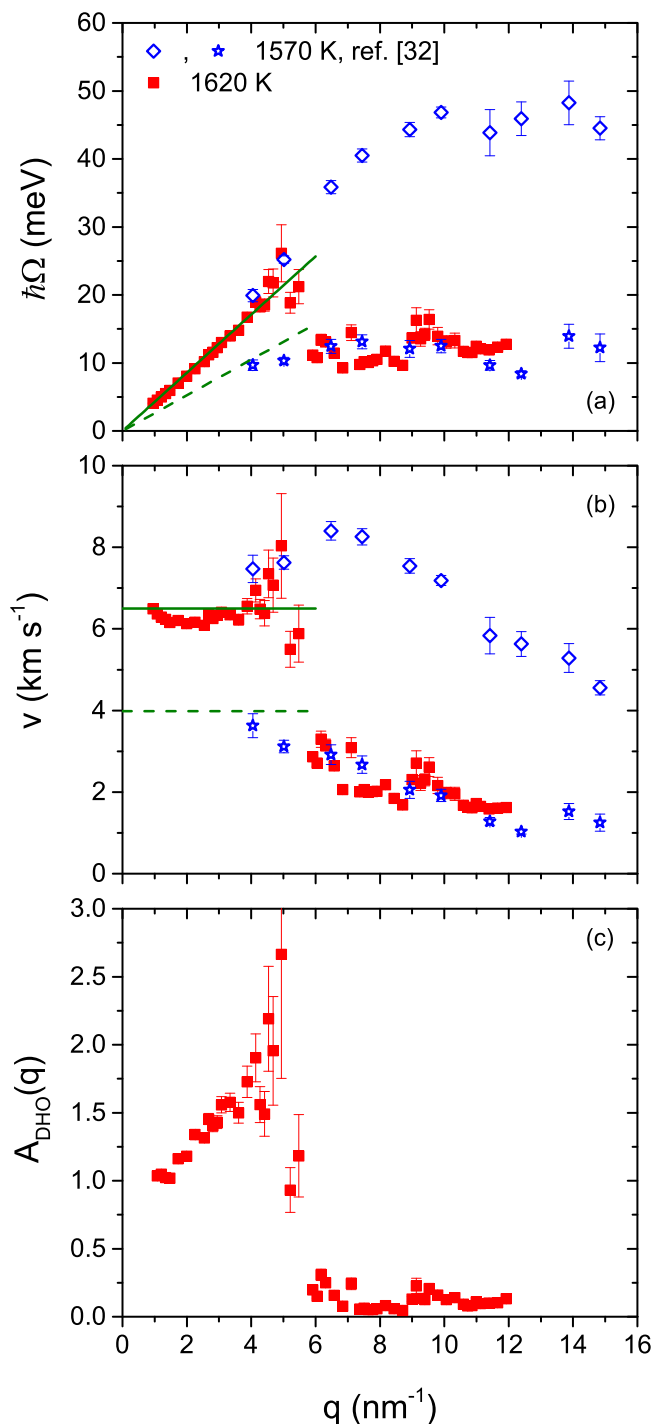 60
50
40
30
20
10
0
ħΩ (meV)
, 1570 K, ref. [32]
1620 K
(a)
10
8
6
4
2
0
v (km s⁻¹)
(b)
3.0
2.5
2.0
1.5
1.0
0.5
0.0
A_DHO(q)
(c)
0 2 4 6 8 10 12 14 16
q (nm⁻¹)